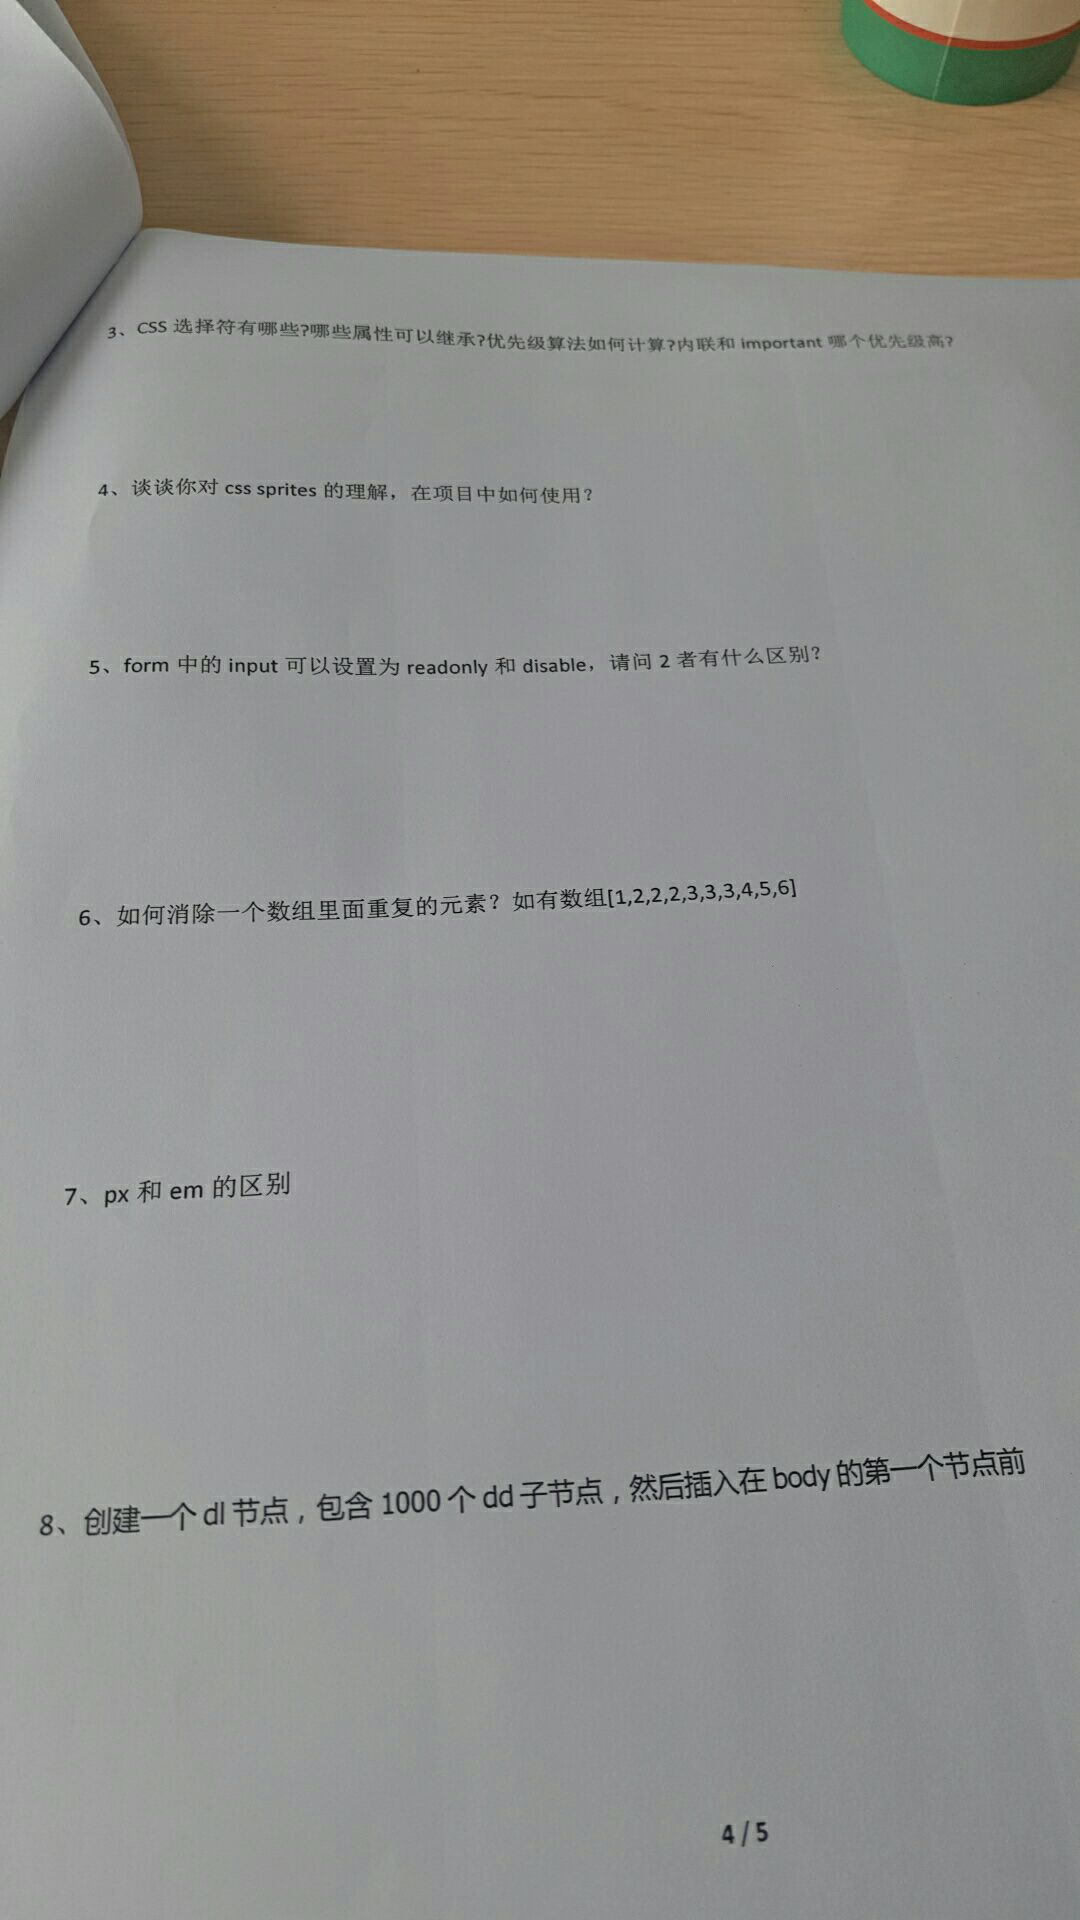 3、CSS 选择符有哪些?哪些属性可以继承?优先级算法如何计算?内联和 important 哪个优先级高?
4、谈谈你对 css sprites 的理解，在项目中如何使用？
5、form 中的 input 可以设置为 readonly 和 disable，请问 2 者有什么区别？
6、如何消除一个数组里面重复的元素？如有数组[1,2,2,2,3,3,3,4,5,6]
7、px 和 em 的区别
8、创建一个 dl 节点，包含 1000 个 dd 子节点，然后插入在 body 的第一个节点前
4 / 5